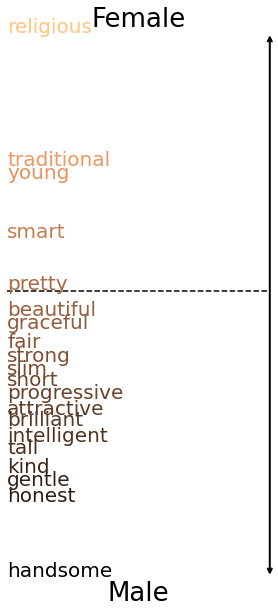 Female
religious
traditional
young
smart
pretty
beautiful
graceful
fair
strong
slim
short
progressive
attractive
brilliant
intelligent
tall
kind
gentle
honest
handsome
Male